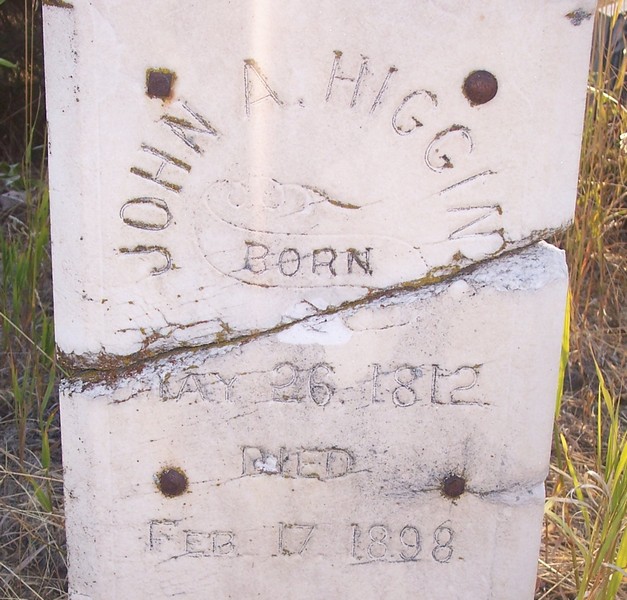 JOHN A. HIGGIN
BORN
MAY 26. 1812
DIED
FEB. 17 1898